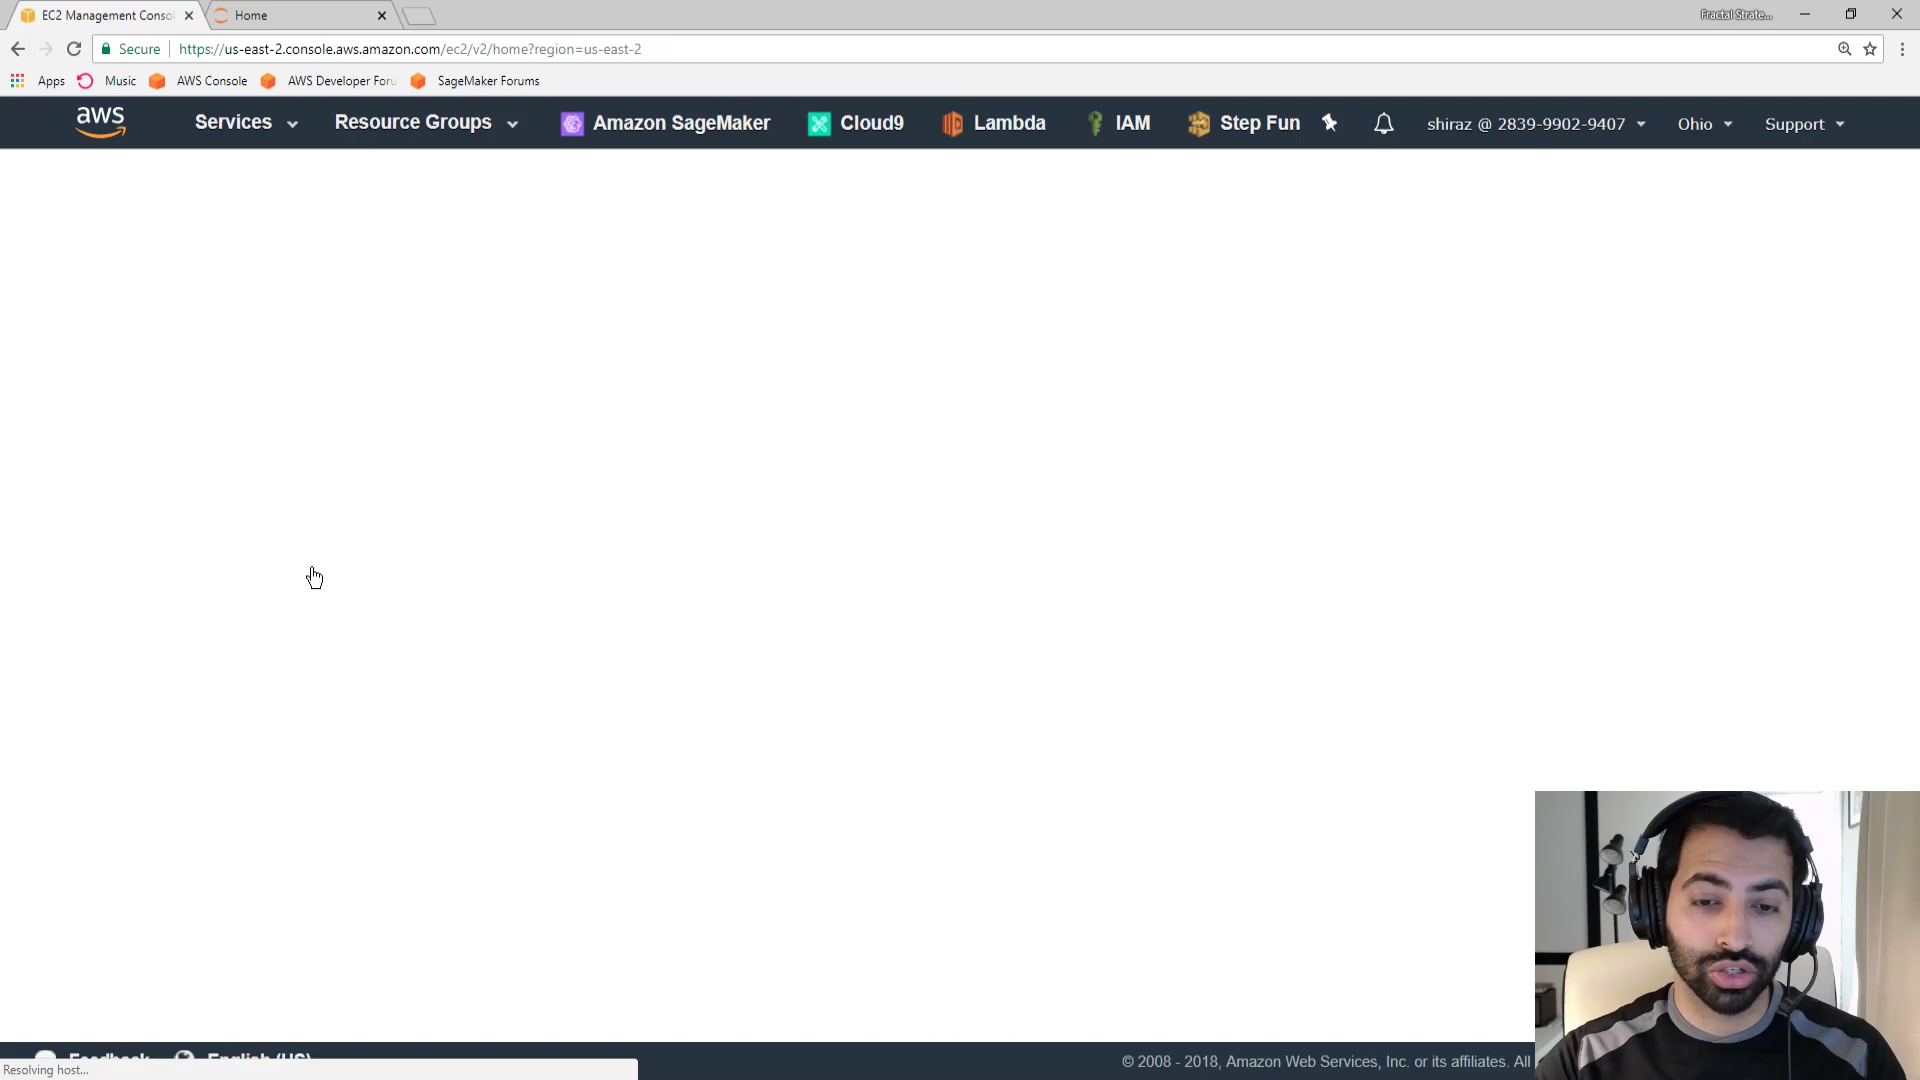 EC2 Management Conso
Home
Fractal Strate...
Secure
https://us-east-2.console.aws.amazon.com/ec2/v2/home?region=us-east-2
Apps
Music
AWS Console
AWS Developer Foru
SageMaker Forums
aws
Services
Resource Groups
Amazon SageMaker
Cloud9
Lambda
IAM
Step Fun
shiraz @ 2839-9902-9407
Ohio
Support
Feedback
English (US)
© 2008 - 2018, Amazon Web Services, Inc. or its affiliates. All
Resolving host...